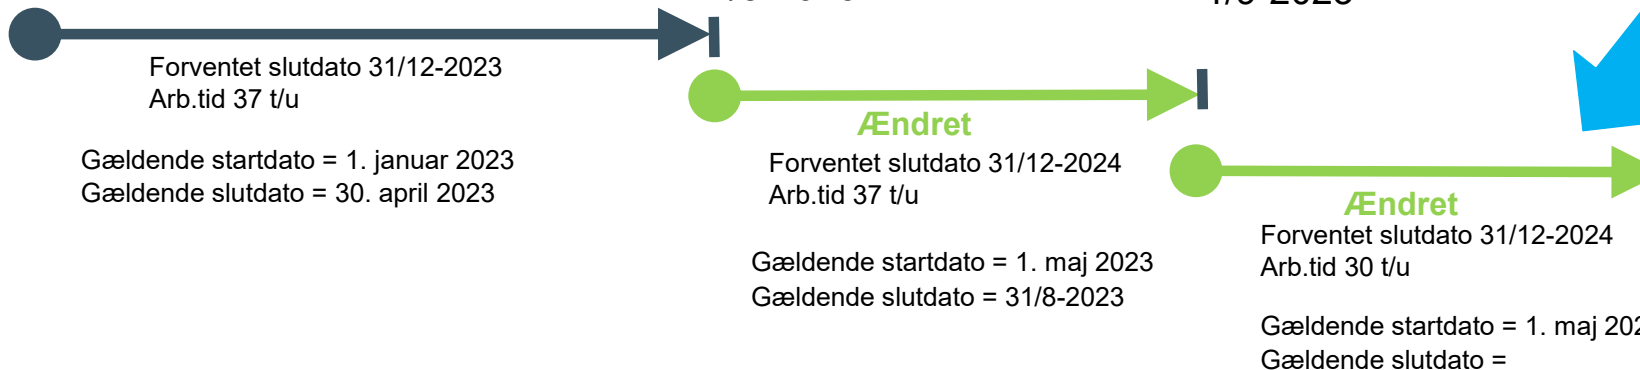 Forventet slutdato 31/12-2023
Arb.tid 37 t/u
Gældende startdato = 1. januar 2023
Gældende slutdato = 30. april 2023
Ændret
Forventet slutdato 31/12-2024
Arb.tid 37 t/u
Gældende startdato = 1. maj 2023
Gældende slutdato = 31/8-2023
Ændret
Forventet slutdato 31/12-2024
Arb.tid 30 t/u
Gældende startdato = 1. maj
Gældende slutdato =